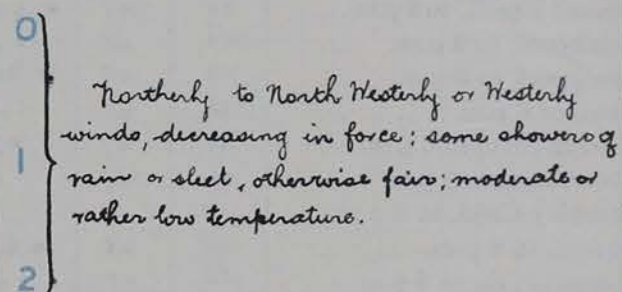 0
Northerly to North Westerly or Westerly
winds, decreasing in force; some showers of
1
rain or sleet, otherwise fair; moderate or
rather low temperature.
2